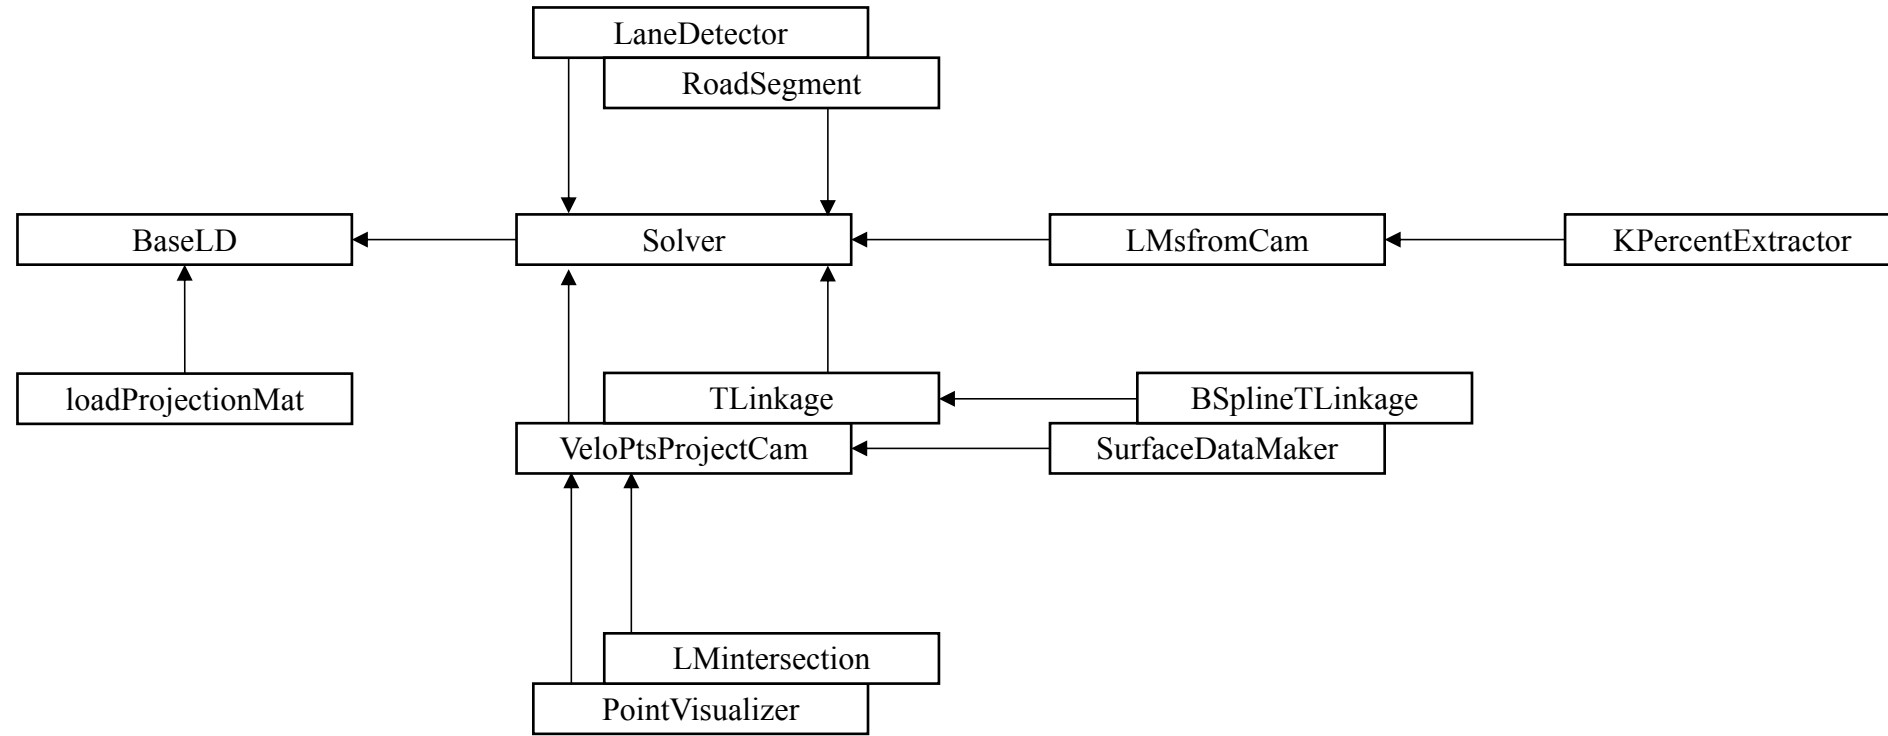 LaneDetector
RoadSegment
BaseLD
Solver
LMsfromCam
KPercentExtractor
loadProjectionMat
TLinkage
BSplineTLinkage
VeloPtsProjectCam
SurfaceDataMaker
LMintersection
PointVisualizer